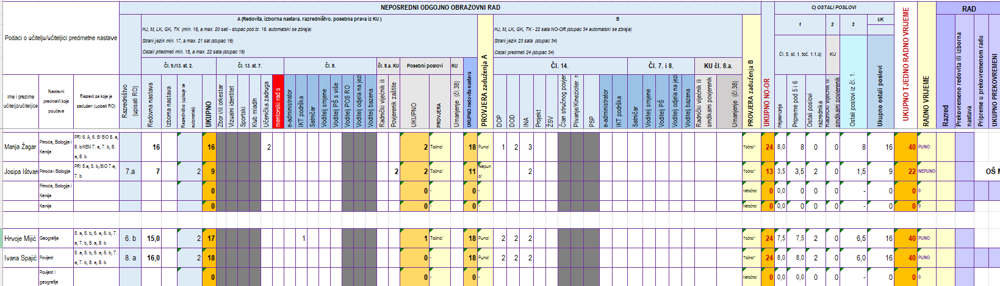 NEPOSREDNI ODGOJNO OBRAZOVNI RAD
C) OSTALI POSLOVI
RAD
Podaci o učitelju/učiteljici predmetne nastave
A (Redovita, izborna nastava, razredništvo, posebna prava iz KU )
HJ, M, LK, GK, TK (min. 16, a max. 20 sati - stupac pod br. 16. automatski se zbraja)
Strani jezik min. 17, a max. 21 sat (stupac 16)
Ostali prtedmeti min. 18, a max. 22 sata (stupac 16)
PROVJERA zaduženja A
B
HJ, M, LK, GK, TK - 22 sata NO-OR (stupac 34 automatski se zbraja)
Strani jezik 23 sata (stupac 34)
Ostali predmeti 24 (stupac 34)
PROVJERA zaduženja B
UKUPNO NO-OR
1 2 3 UK
Čl. 5. st. 1. toč. 1.1.a) KU
UKUPNO TJEDNO RADNO VRIJEME
RADNO VRIJEME
Čl. 9./13. st. 2. Čl. 13. st. 7. Čl. 8. Čl. 8.a. KU Posebni poslovi KU
Čl. 14. Čl. 7. i 8. KU čl. 8.a.
Ime i prezime učitelja/učiteljice
Nastavni predmet/i koje poučava
Razredi za koje je zadužen (upisati RO)
Razredništvo (upisati RO)
Redovna nastava
Izborna nastava
Razredništvo (upisuje se automatski)
UKUPNO
Zbor i/ili orkestar
Vizualni identitet
Sportski
Klub mladih
Učenička zadruga
mentorski rad s
e-administrator
IKT podrška
Satničar
Voditelj smjene
Voditelj PŠ s više
Voditelj POS RO
Voditelj odjela na jezi
Voditelj bazena
Radnički vijećnik ili
Povjerenik zaštite
UKUPNO
PROVJERA
Umanjenje (čl.38)
UKUPNO redovita nastava
DOP
DOD
INA
Projekt
ŽSV
Član stručnog povjer
Plivanje/Kinezioter. r
PSP
e-administrator
IKT podrška
Satničar
Voditelj smjene
Voditelj PŠ
Voditelj odjela na jezi
Voditelj bazena
Radnički vijećnik ili sindikalni povjerenik
Umanjenje (čl.38)
Pripremanje
Pripreme pod 5 i 6
Ostali poslovi razrednika
Radnički vijećnik ili sindikalni povjerenik
Ostali poslovi iz čl. 1.
Ukupno ostali poslovi
Razred
Prekovremeno redovita ili izborna nastava
Pripreme u prekovremenom radu
UKUPNO PREKOVREMENI
Marija Žagar Priroda, Biologija i Kemija PRI 6. A, 6. B/ BIO 8. a, 8. b/KEM 7. a, 7. b, 8. a, 8. b 16 16 2 2 Točno! 18 Puno! 1 2 3 Točno!" 24 8,0 8 0 0 8 16 40 PUNO
Josipa Ištvan Priroda i Biologija PRI 5.a, 5. b,/BIO 7.a, 7. b 7.a 7 2 9 2 2 Točno! 11 Nepuno! 2 Točno!" 13 3,5 3,5 2 0 1,5 9 22 NEPUNO OŠ M
Priroda, Biologija i Kemija 0 0 - 0 - Netočno! 0 0,0 0 0 0 - 0 0 0
Kemija 0 0 - 0 - Netočno! 0 0,0 0 0 0 - 0 0 0
Hrvoje Mijić Geografija 5. a, 5. b, 6. a, 6. b, 7. a, 7. b, 8. a, 8. b 6. b 15,0 2 17 1 1 Točno! 18 Puno! 2 2 2 Točno!" 24 7,5 7,5 2 0 6,5 16 40 PUNO
Ivana Spajić Povijest 5. a, 5. b, 6. a, 6. b, 7. a, 7. b, 8. a, 8. b 8. a 16,0 2 18 0 - 18 Puno! 2 2 2 Točno!" 24 8,0 8,0 2 0 6,0 16 40 PUNO
Povijest I geografija 0 0 - 0 - Netočno! 0 0,0 0,0 0 0 - 0 0 0